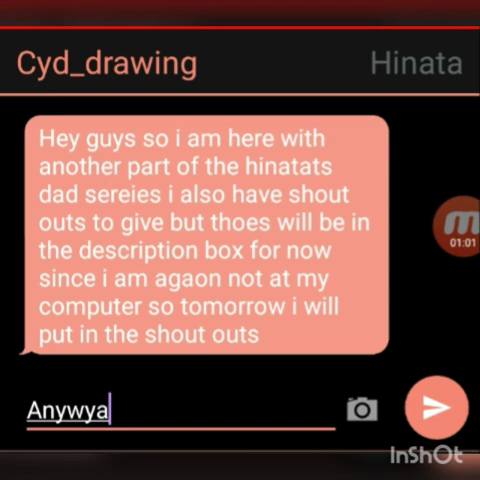 Cyd_drawing Hinata
Hey guys so i am here with
another part of the hinatats
dad sereies i also have shout
outs to give but thoes will be in
the description box for now
since i am agaon not at my
computer so tomorrow i will
put in the shout outs
01:01
Anywya
InShOt